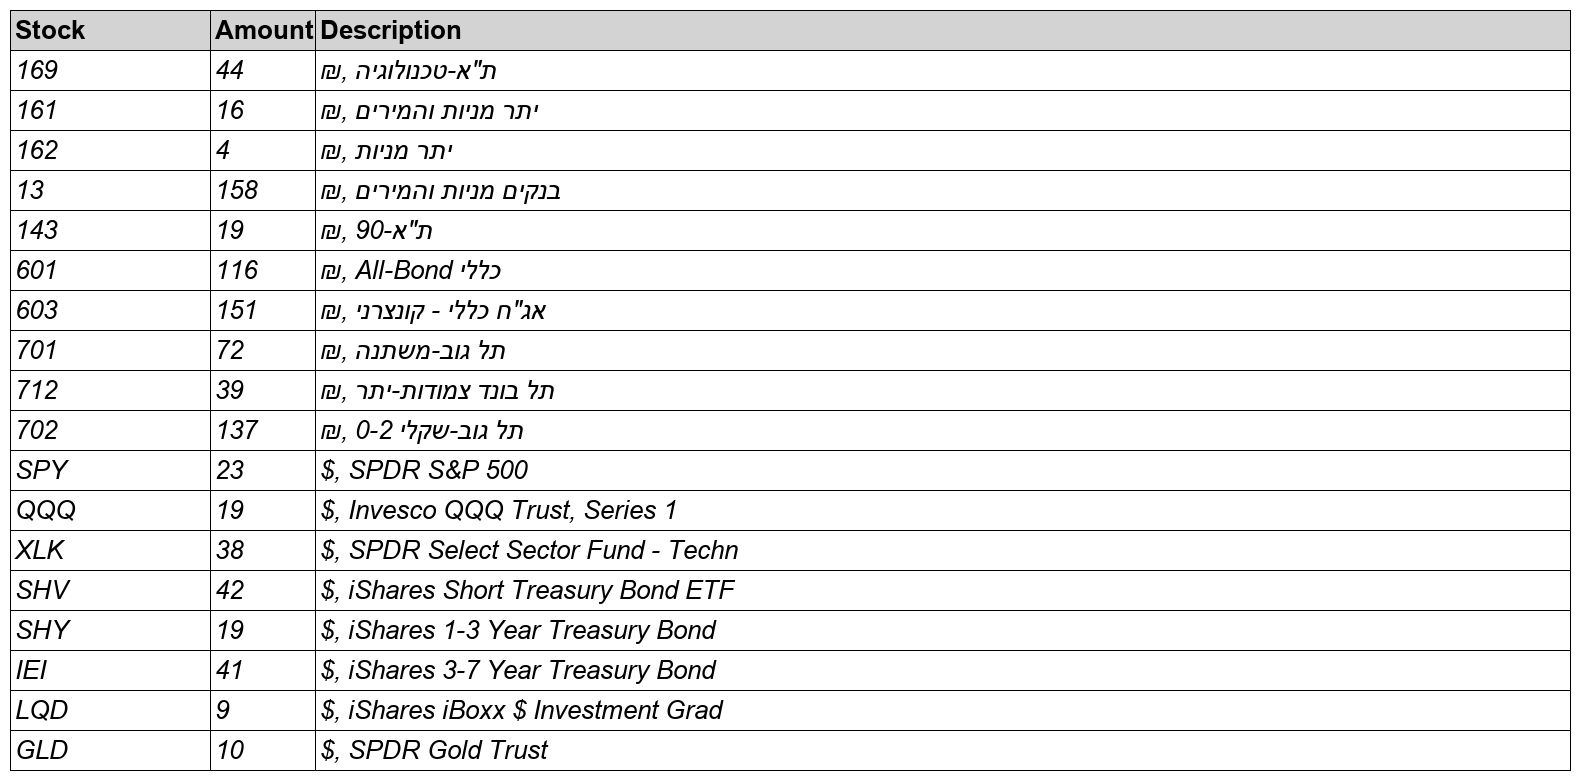 Stock Amount Description
169 44 ₪, ת"א-טכנולוגיה
161 16 ₪, יתר מניות והמירים
162 4 ₪, יתר מניות
13 158 ₪, בנקים מניות והמירים
143 19 ₪, ת"א-90
601 116 ₪, All-Bond כללי
603 151 ₪, אג"ח כללי - קונצרני
701 72 ₪, תל גוב-משתנה
712 39 ₪, תל בונד צמודות-יתר
702 137 ₪, תל גוב-שקלי 0-2
SPY 23 $, SPDR S&P 500
QQQ 19 $, Invesco QQQ Trust, Series 1
XLK 38 $, SPDR Select Sector Fund - Techn
SHV 42 $, iShares Short Treasury Bond ETF
SHY 19 $, iShares 1-3 Year Treasury Bond
IEI 41 $, iShares 3-7 Year Treasury Bond
LQD 9 $, iShares iBoxx $ Investment Grad
GLD 10 $, SPDR Gold Trust